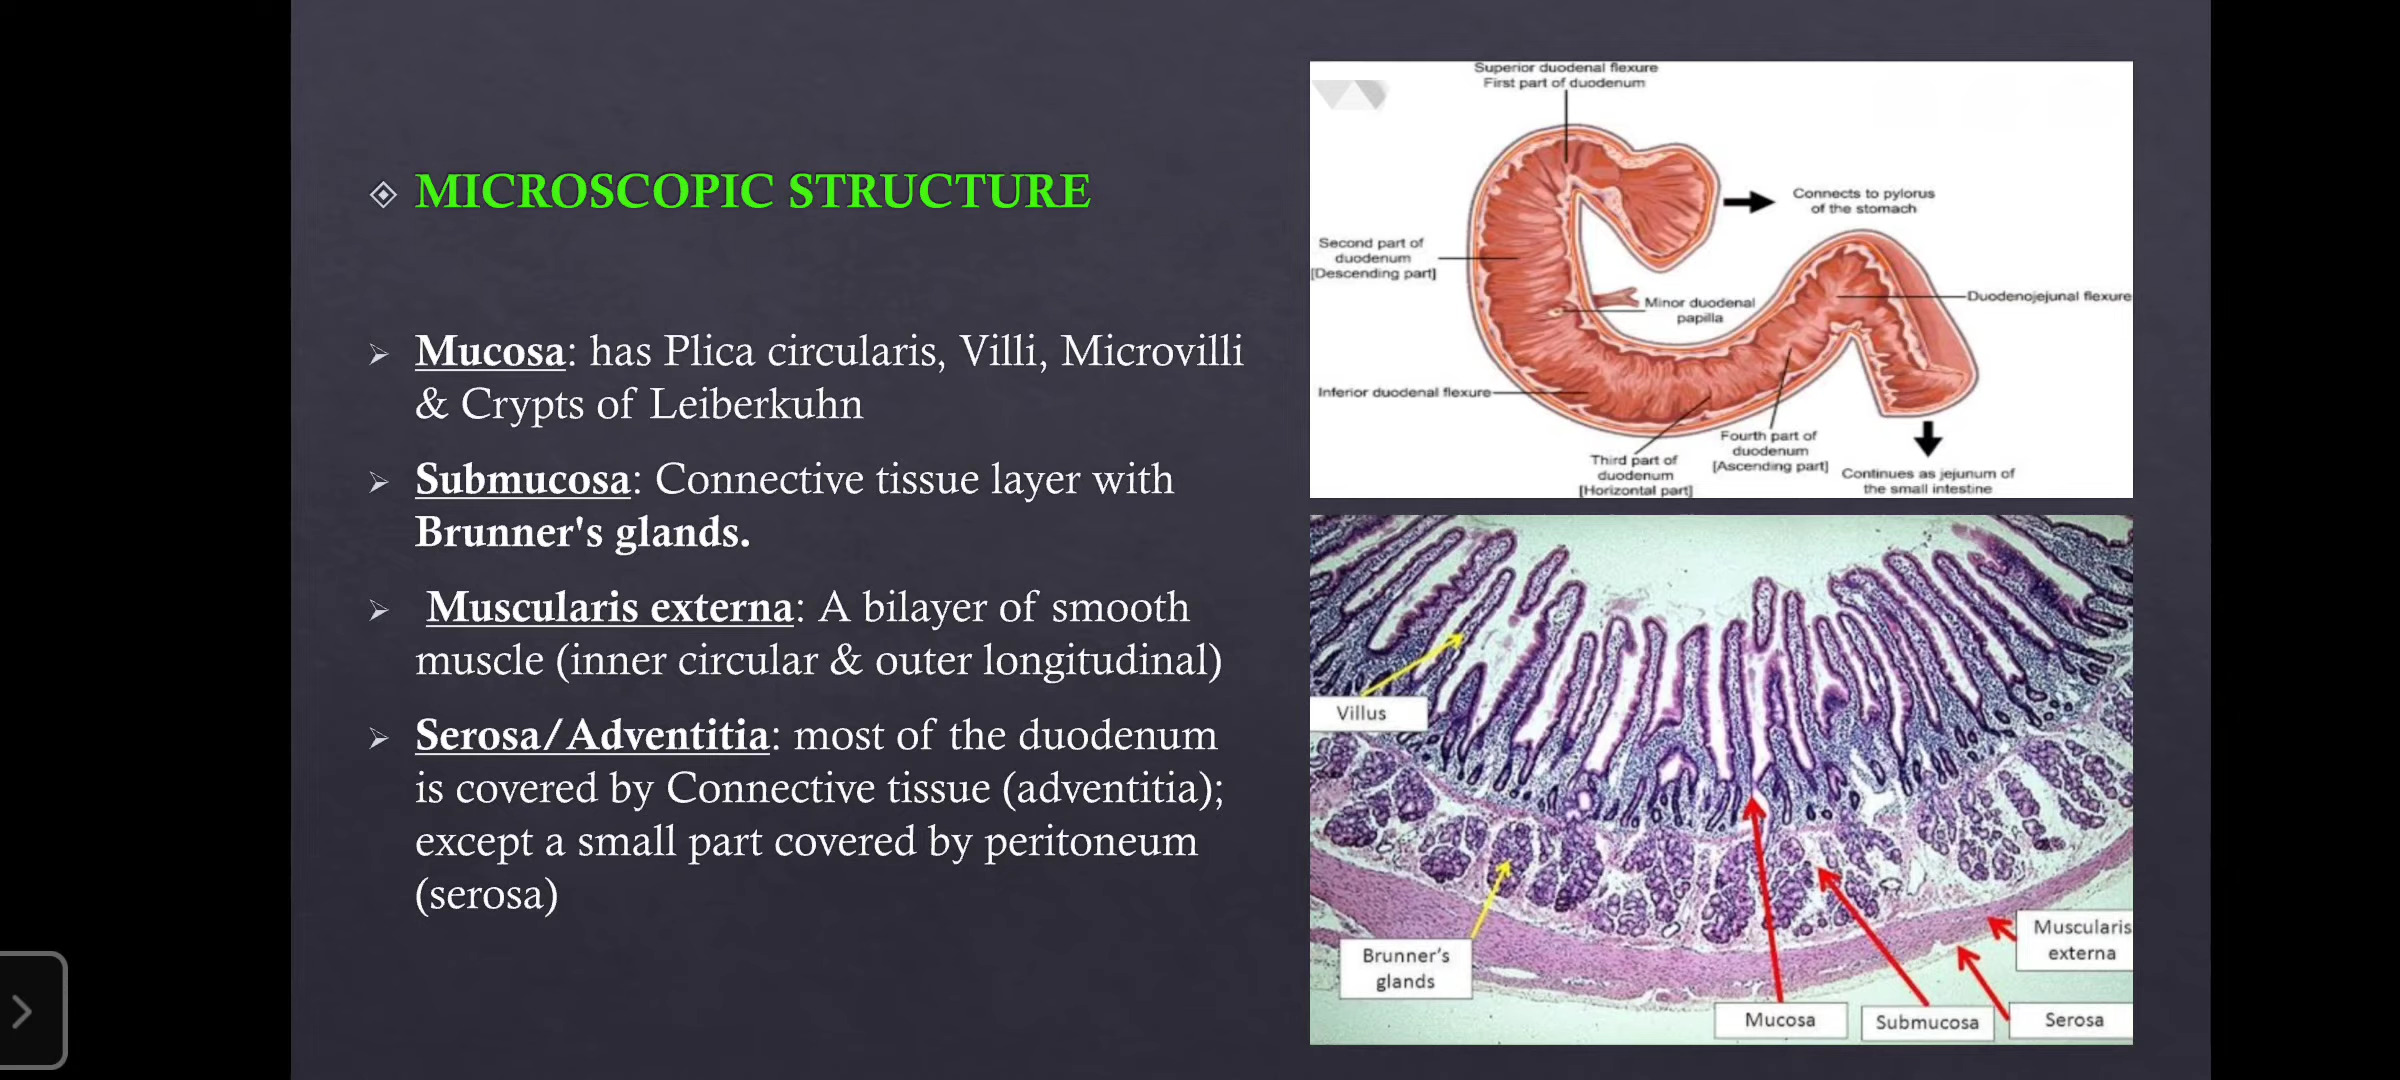 MICROSCOPIC STRUCTURE
Mucosa: has Plica circularis, Villi, Microvilli
& Crypts of Leiberkuhn
Submucosa: Connective tissue layer with
Brunner's glands.
Muscularis externa: A bilayer of smooth
muscle (inner circular & outer longitudinal)
Serosa/Adventitia: most of the duodenum
is covered by Connective tissue (adventitia);
except a small part covered by peritoneum
(serosa)
Superior duodenal flexure
First part of duodenum
Connects to pylorus
of the stomach
Second part of
duodenum
[Descending part]
Minor duodenal
papilla
Duodenojejunal flexure
Inferior duodenal flexure
Fourth part of
duodenum
[Ascending part]
Third part of
duodenum
[Horizontal part]
Continues as jejunum of
the small intestine
Villus
Brunner's
glands
Muscularis
externa
Mucosa
Submucosa
Serosa